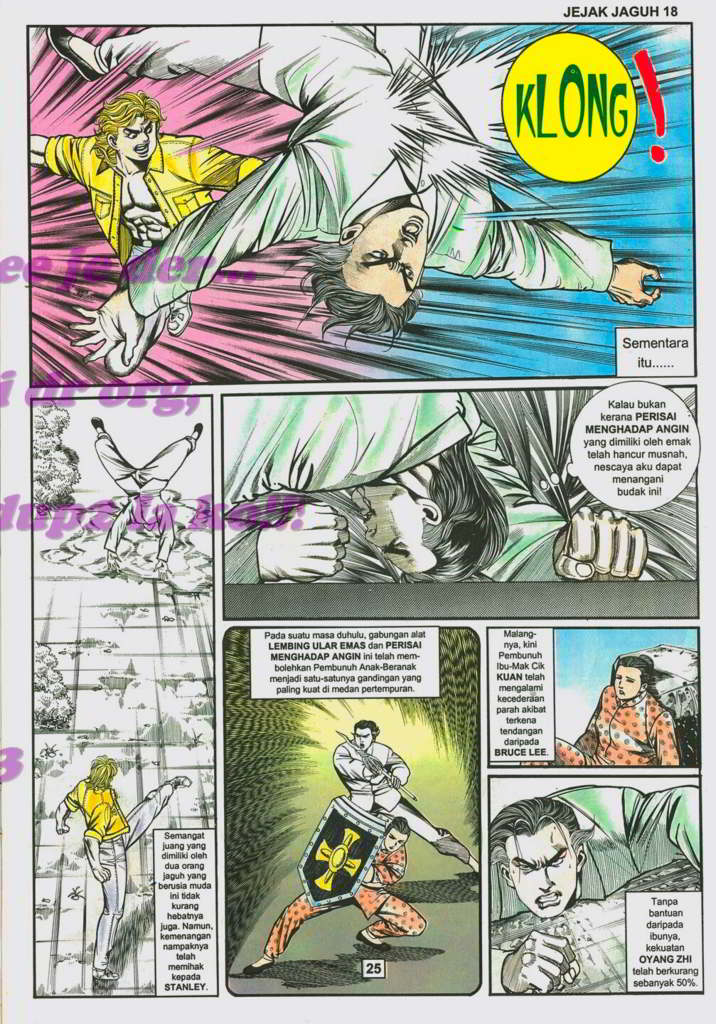 JEJAK JAGUH 18
KLONG!
Sementara
itu......
Kalau bukan
kerana PERISAI
MENGHADAP ANGIN
yang dimiliki oleh emak
telah hancur musnah,
nescaya aku dapat
menangani
budak ini!
Pada suatu masa duhulu, gabungan alat
LEMBING ULAR EMAS dan PERISAI
MENGHADAP ANGIN ini telah mem-
bolehkan Pembunuh Anak-Beranak
menjadi satu-satunya gandingan yang
paling kuat di medan pertempuran.
Malang-
nya, kini
Pembunuh
Ibu-Mak Cik
KUAN telah
mengalami
kecederaan
parah akibat
terkena
tendangan
daripada
BRUCE LEE.
Semangat
juang yang
dimiliki oleh
dua orang
jaguh yang
berusia muda
ini tidak
kurang
hebatnya
juga. Namun,
kemenangan
nampaknya
telah
memihak
kepada
STANLEY.
Tanpa
bantuan
daripada
ibunya,
kekuatan
OYANG ZHI
telah berkurang
sebanyak 50%.
25
i dr org,
3